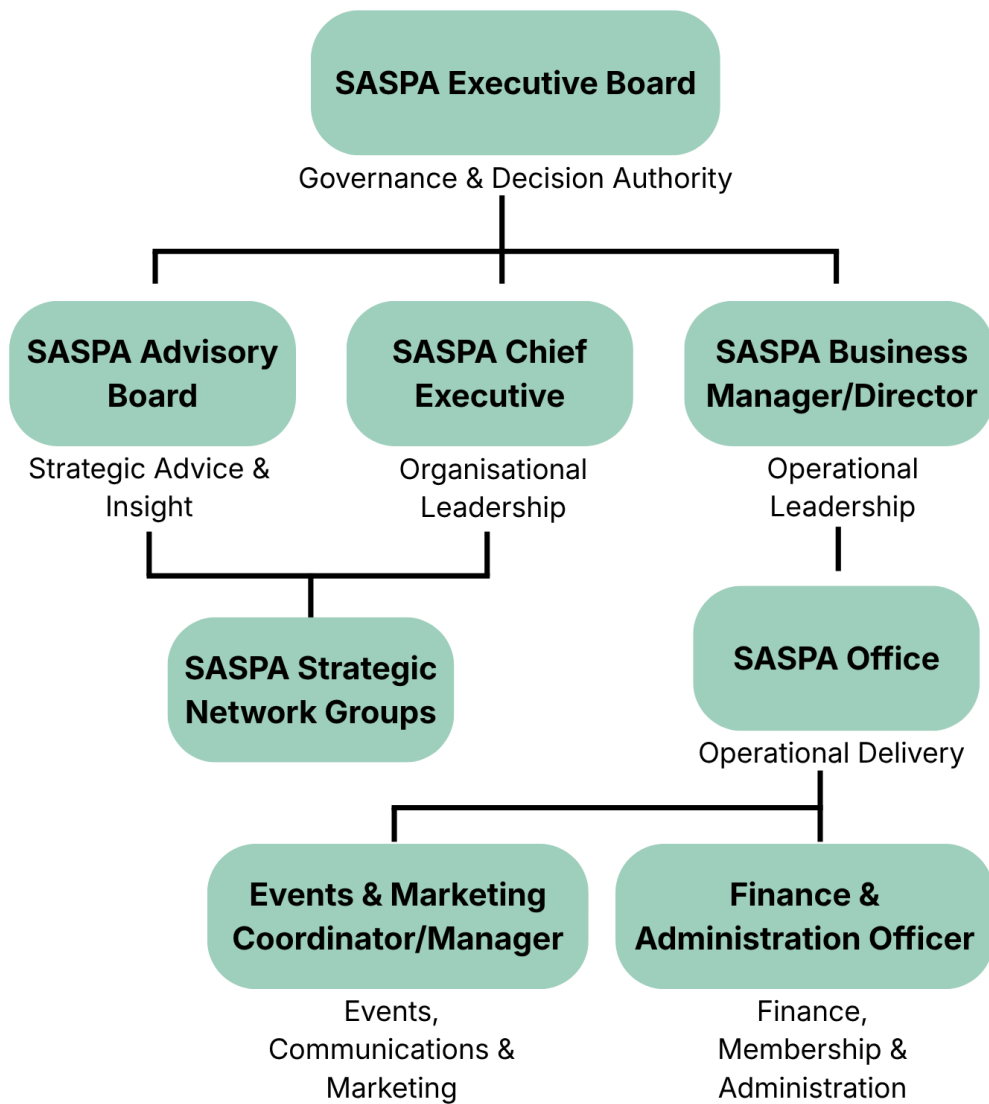 SASPA Executive Board
Governance & Decision Authority
SASPA Advisory
Board
Strategic Advice &
Insight
SASPA Chief
Executive
Organisational
Leadership
SASPA Business
Manager/Director
Operational
Leadership
SASPA Strategic
Network Groups
SASPA Office
Operational Delivery
Events & Marketing
Coordinator/Manager
Events,
Communications &
Marketing
Finance &
Administration Officer
Finance,
Membership &
Administration